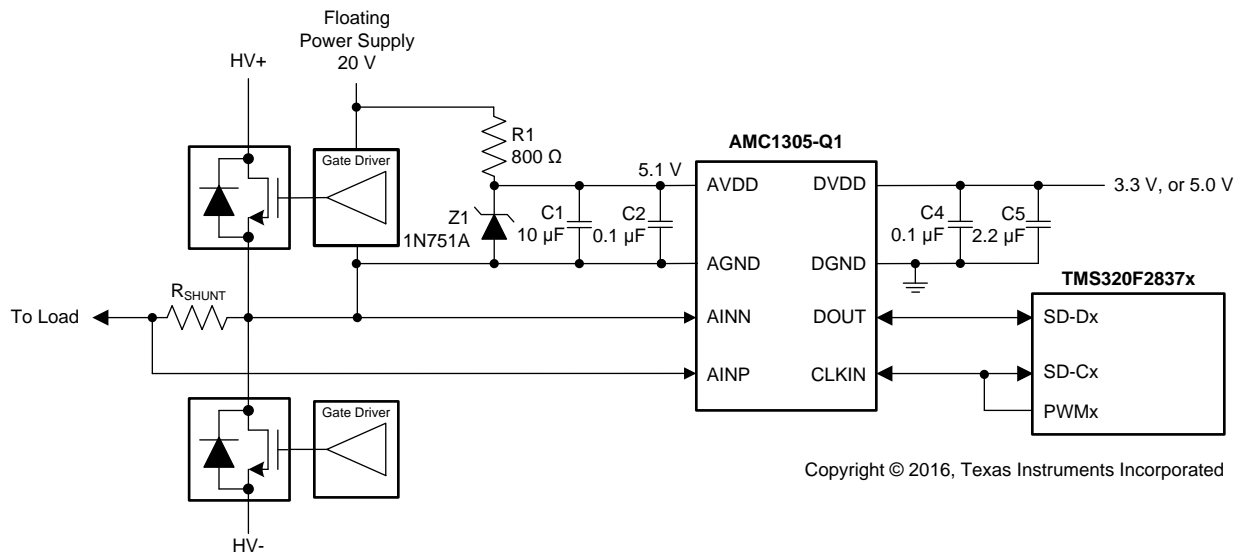 Floating
Power Supply
20 V
HV+
R1
800 Ω
AMC1305-Q1
Gate Driver
5.1 V
AVDD
DVDD
3.3 V, or 5.0 V
Z1
1N751A
C1
10 µF
C2
0.1 µF
C4
0.1 µF
C5
2.2 µF
AGND
DGND
TMS320F2837x
RSHUNT
To Load
AINN
DOUT
SD-Dx
AINP
CLKIN
SD-Cx
PWMx
Gate Driver
Copyright © 2016, Texas Instruments Incorporated
HV-